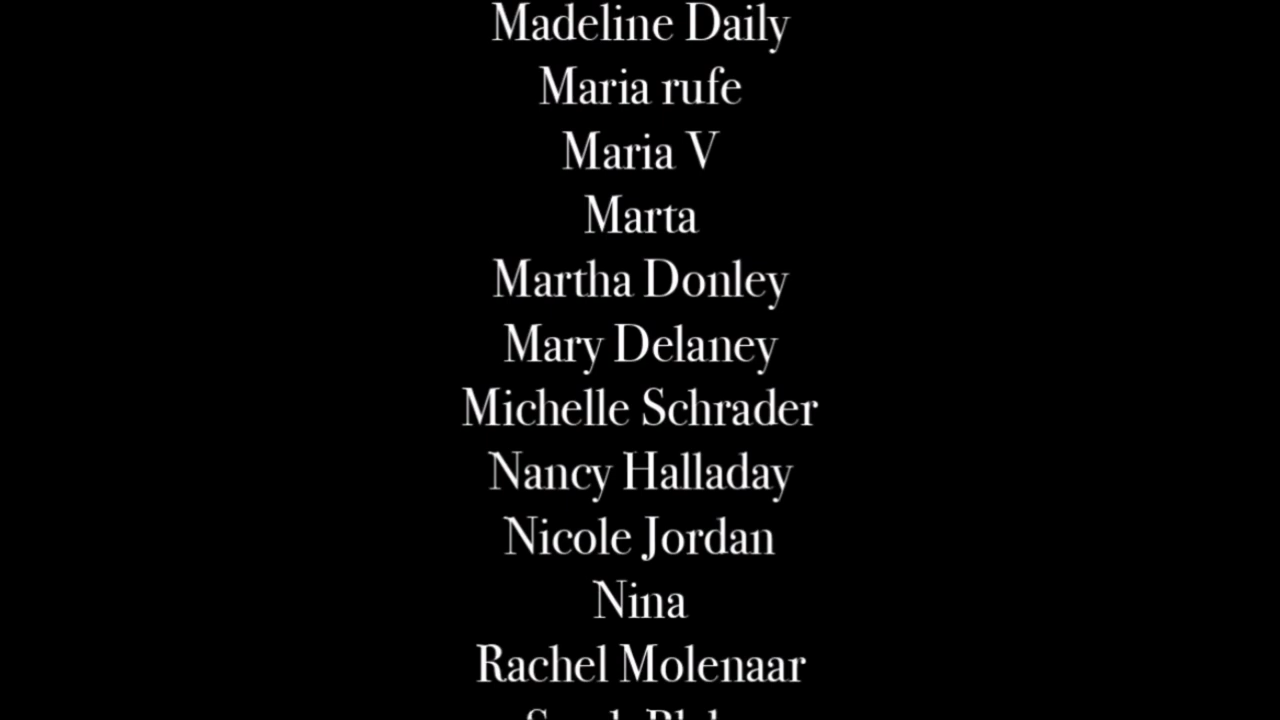 Madeline Daily
Maria rufe
Maria V
Marta
Martha Donley
Mary Delaney
Michelle Schrader
Nancy Halladay
Nicole Jordan
Nina
Rachel Molenaar